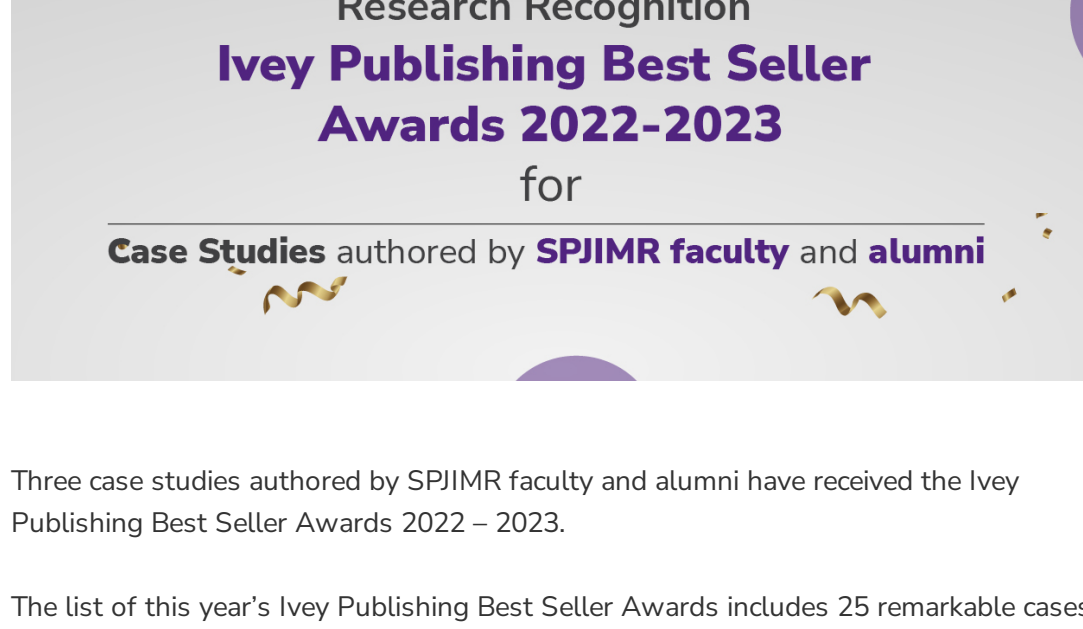 Research Recognition
Ivey Publishing Best Seller
Awards 2022-2023
for
Case Studies authored by SPJIMR faculty and alumni
Three case studies authored by SPJIMR faculty and alumni have received the Ivey
Publishing Best Seller Awards 2022 – 2023.
The list of this year’s Ivey Publishing Best Seller Awards includes 25 remarkable cases